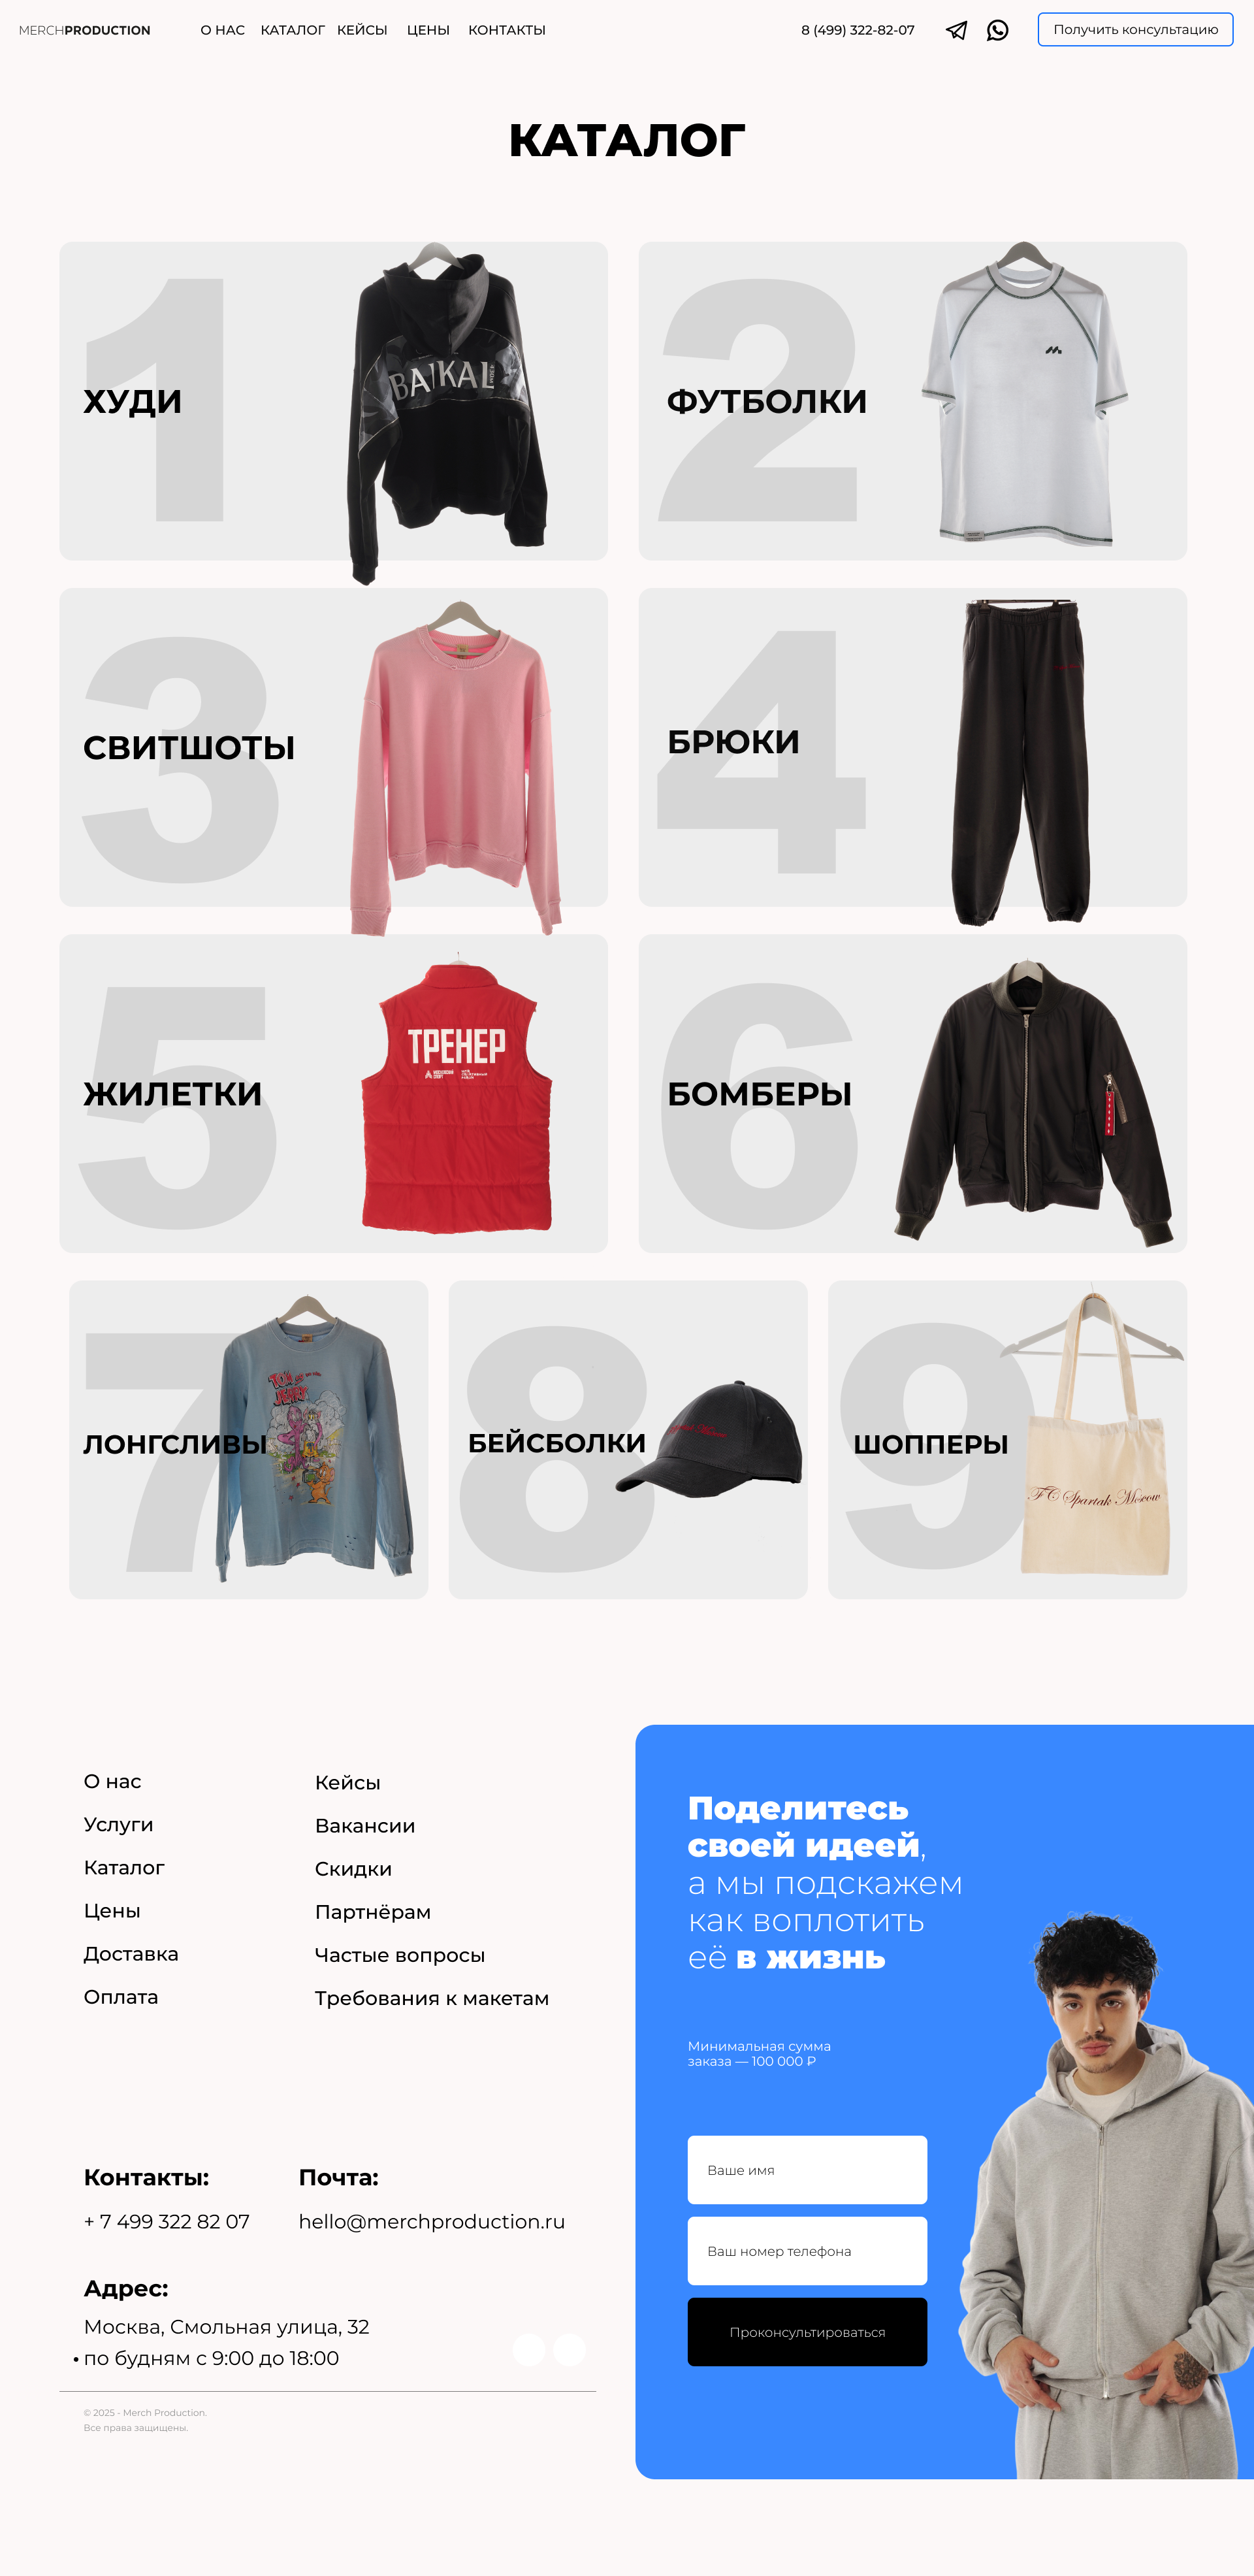 MERCHPRODUCTION
О НАС
КАТАЛОГ
КЕЙСЫ
ЦЕНЫ
КОНТАКТЫ
8 (499) 322-82-07
Получить консультацию
КАТАЛОГ
1
ХУДИ
BAIKAL
2
ФУТБОЛКИ
3
СВИТШОТЫ
4
БРЮКИ
5
ЖИЛЕТКИ
ТРЕНЕР
6
БОМБЕРЫ
7
ЛОНГСЛИВЫ
TOM
JERRY
8
БЕЙСБОЛКИ
Moscow
9
ШОППЕРЫ
FC Spartak Moscow
О нас
Услуги
Каталог
Цены
Доставка
Оплата
Кейсы
Вакансии
Скидки
Партнёрам
Частые вопросы
Требования к макетам
Контакты:
+ 7 499 322 82 07
Почта:
hello@merchproduction.ru
Адрес:
Москва, Смольная улица, 32
• по будням с 9:00 до 18:00
© 2025 - Merch Production.
Все права защищены.
Поделитесь
своей идеей,
а мы подскажем
как воплотить
её в жизнь
Минимальная сумма
заказа — 100 000 ₽
Ваше имя
Ваш номер телефона
Проконсультироваться